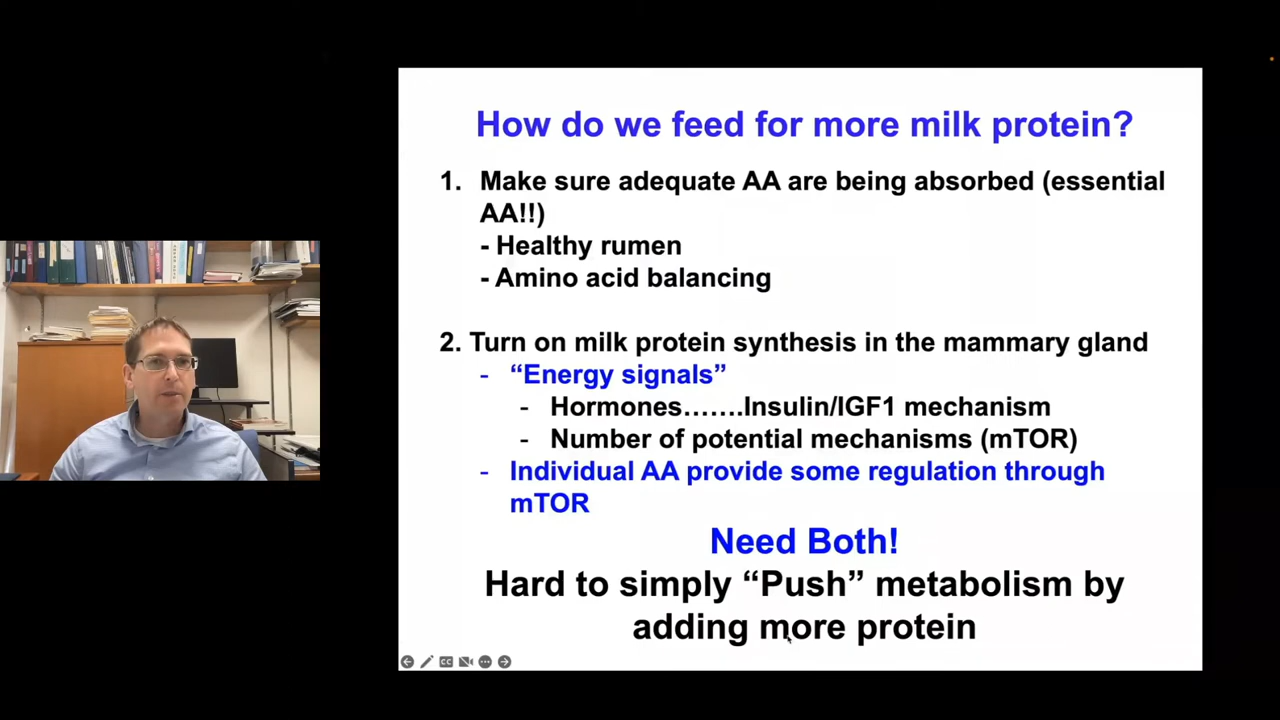 How do we feed for more milk protein?
1. Make sure adequate AA are being absorbed (essential
AA!!)
- Healthy rumen
- Amino acid balancing
2. Turn on milk protein synthesis in the mammary gland
- “Energy signals”
- Hormones…….Insulin/IGF1 mechanism
- Number of potential mechanisms (mTOR)
- Individual AA provide some regulation through
mTOR
Need Both!
Hard to simply “Push” metabolism by
adding more protein
CC